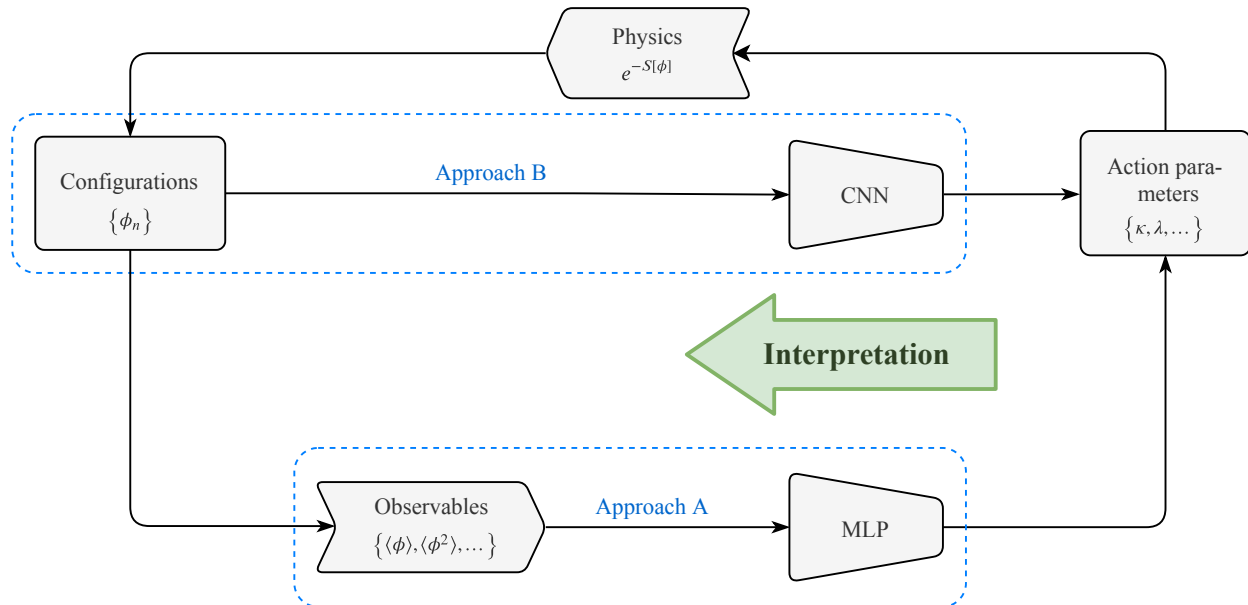 Physics
e^{-S[ϕ]}
Configurations
{ϕ_n}
Approach B
CNN
Action para-
meters
{κ, λ, …}
Interpretation
Observables
{⟨ϕ⟩, ⟨ϕ²⟩, …}
Approach A
MLP